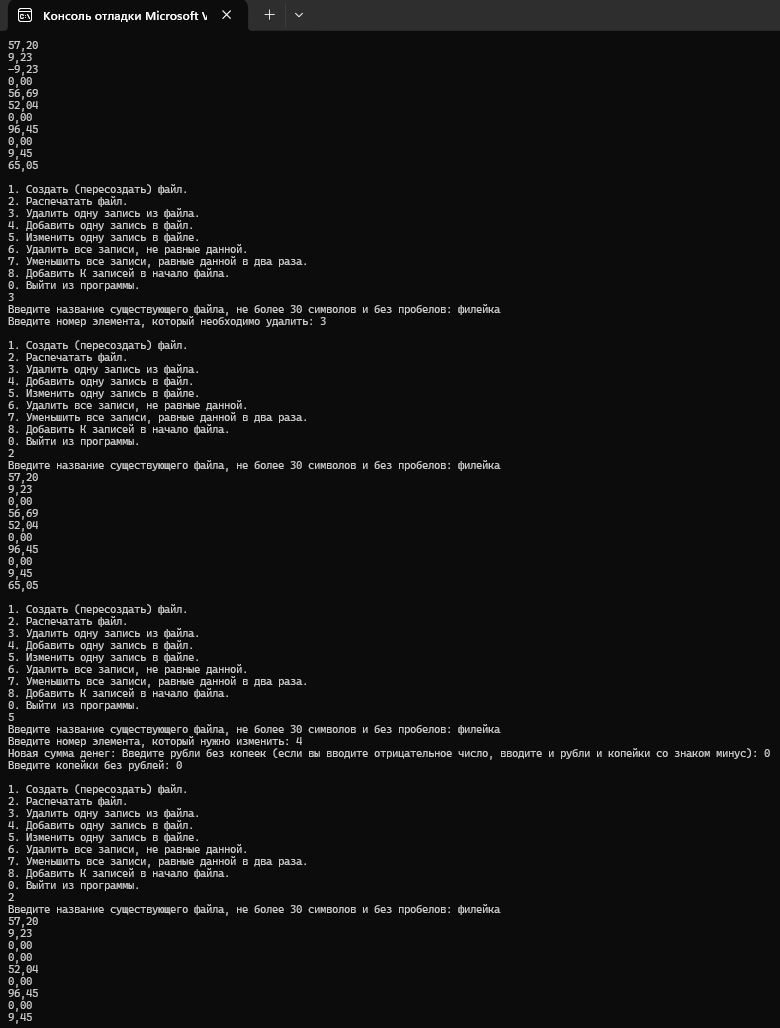 Консоль отладки Microsoft V
57,20
9,23
-9,23
0,00
56,69
52,04
0,00
96,45
0,00
9,45
65,05
1. Создать (пересоздать) файл.
2. Распечатать файл.
3. Удалить одну запись из файла.
4. Добавить одну запись в файл.
5. Изменить одну запись в файле.
6. Удалить все записи, не равные данной.
7. Уменьшить все записи, равные данной в два раза.
8. Добавить К записей в начало файла.
0. Выйти из программы.
3
Введите название существующего файла, не более 30 символов и без пробелов: филейка
Введите номер элемента, который необходимо удалить: 3
1. Создать (пересоздать) файл.
2. Распечатать файл.
3. Удалить одну запись из файла.
4. Добавить одну запись в файл.
5. Изменить одну запись в файле.
6. Удалить все записи, не равные данной.
7. Уменьшить все записи, равные данной в два раза.
8. Добавить К записей в начало файла.
0. Выйти из программы.
2
Введите название существующего файла, не более 30 символов и без пробелов: филейка
57,20
9,23
0,00
56,69
52,04
0,00
96,45
0,00
9,45
65,05
1. Создать (пересоздать) файл.
2. Распечатать файл.
3. Удалить одну запись из файла.
4. Добавить одну запись в файл.
5. Изменить одну запись в файле.
6. Удалить все записи, не равные данной.
7. Уменьшить все записи, равные данной в два раза.
8. Добавить К записей в начало файла.
0. Выйти из программы.
5
Введите название существующего файла, не более 30 символов и без пробелов: филейка
Введите номер элемента, который нужно изменить: 4
Новая сумма денег: Введите рубли без копеек (если вы вводите отрицательное число, вводите и рубли и копейки со знаком минус): 0
Введите копейки без рублей: 0
1. Создать (пересоздать) файл.
2. Распечатать файл.
3. Удалить одну запись из файла.
4. Добавить одну запись в файл.
5. Изменить одну запись в файле.
6. Удалить все записи, не равные данной.
7. Уменьшить все записи, равные данной в два раза.
8. Добавить К записей в начало файла.
0. Выйти из программы.
2
Введите название существующего файла, не более 30 символов и без пробелов: филейка
57,20
9,23
0,00
0,00
52,04
0,00
96,45
0,00
9,45